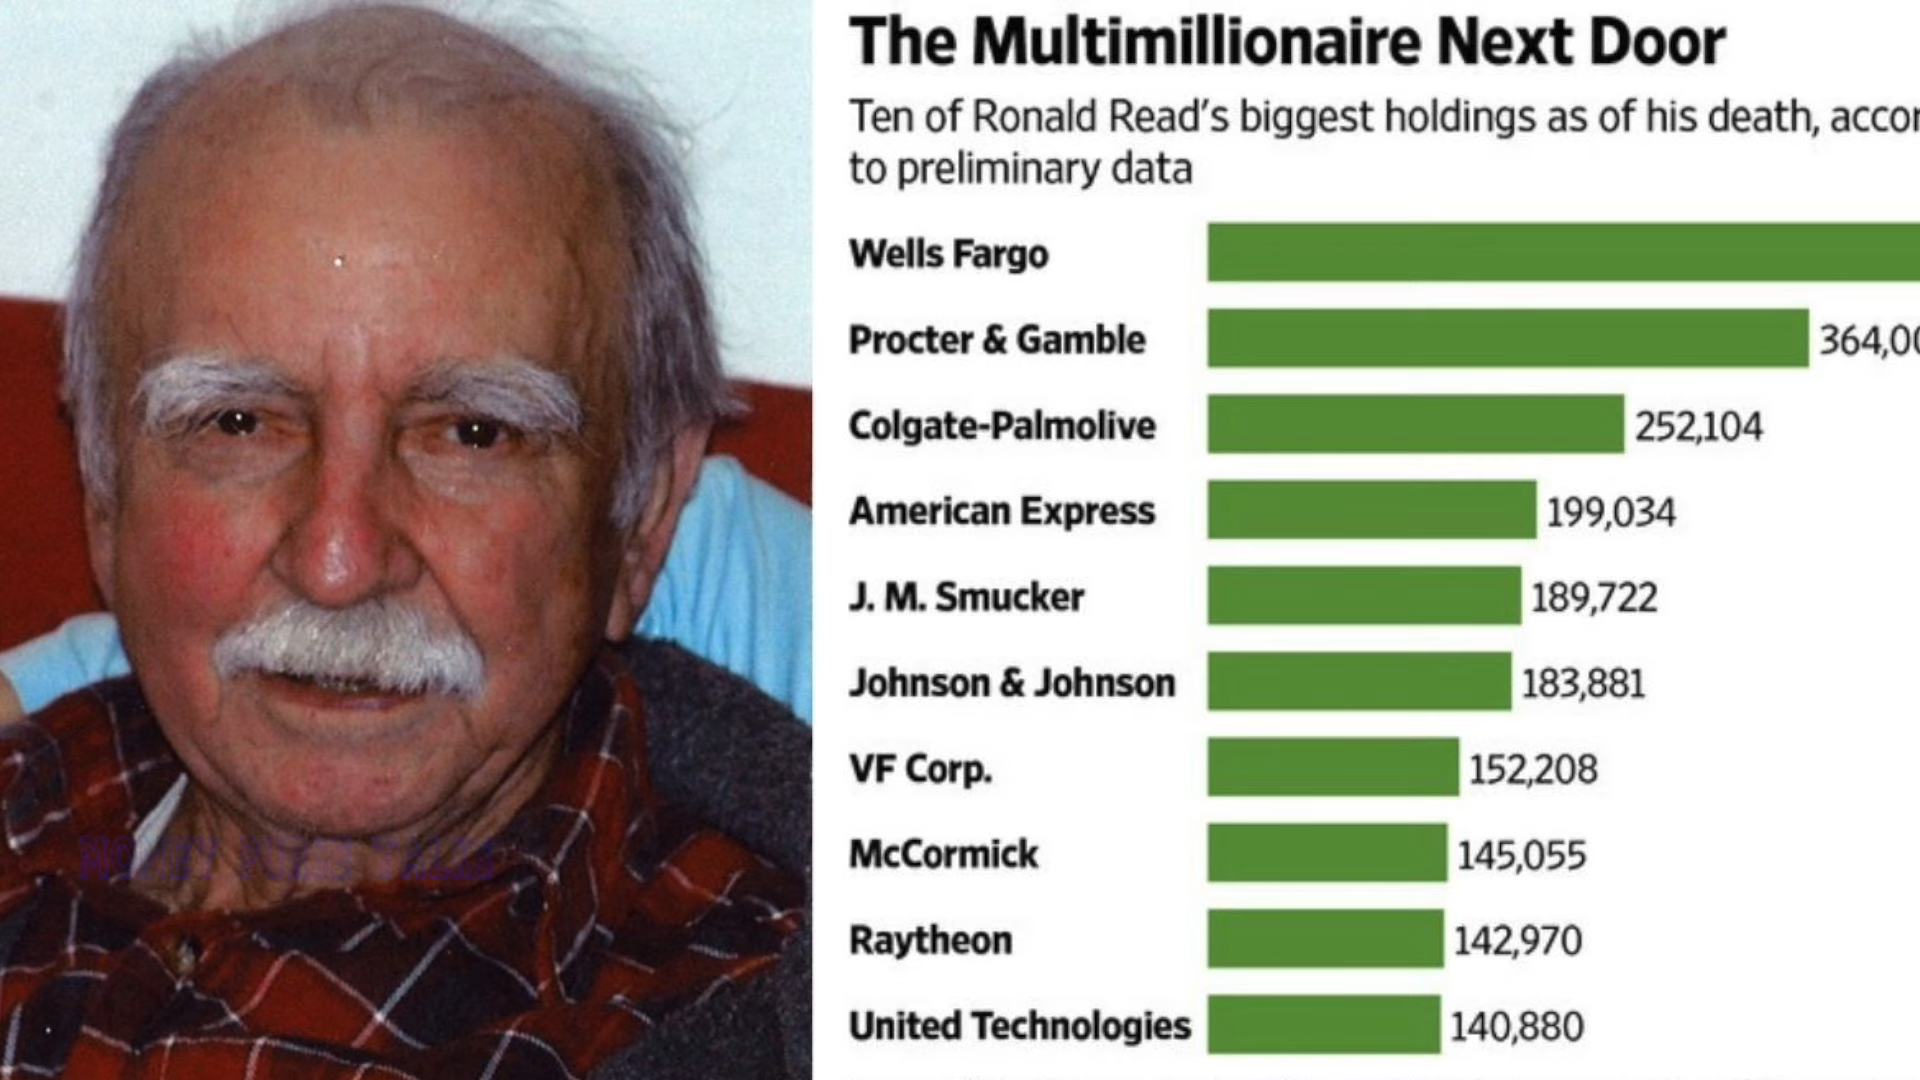 The Multimillionaire Next Door
Ten of Ronald Read's biggest holdings as of his death, accor
to preliminary data
Wells Fargo
Procter & Gamble 364,00
Colgate-Palmolive 252,104
American Express 199,034
J. M. Smucker 189,722
Johnson & Johnson 183,881
VF Corp. 152,208
McCormick 145,055
Raytheon 142,970
United Technologies 140,880